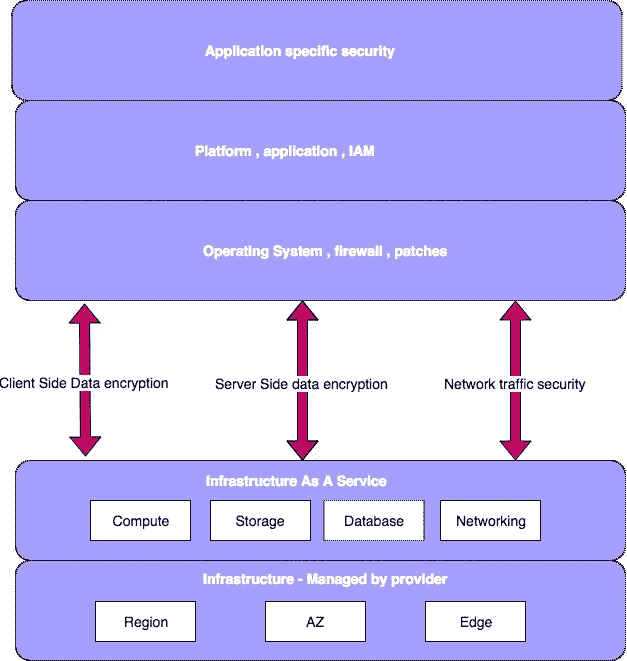 Application specific security
Platform , application , IAM
Operating System , firewall , patches
Client Side Data encryption
Server Side data encryption
Network traffic security
Infrastructure As A Service
Compute
Storage
Database
Networking
Infrastructure - Managed by provider
Region
AZ
Edge